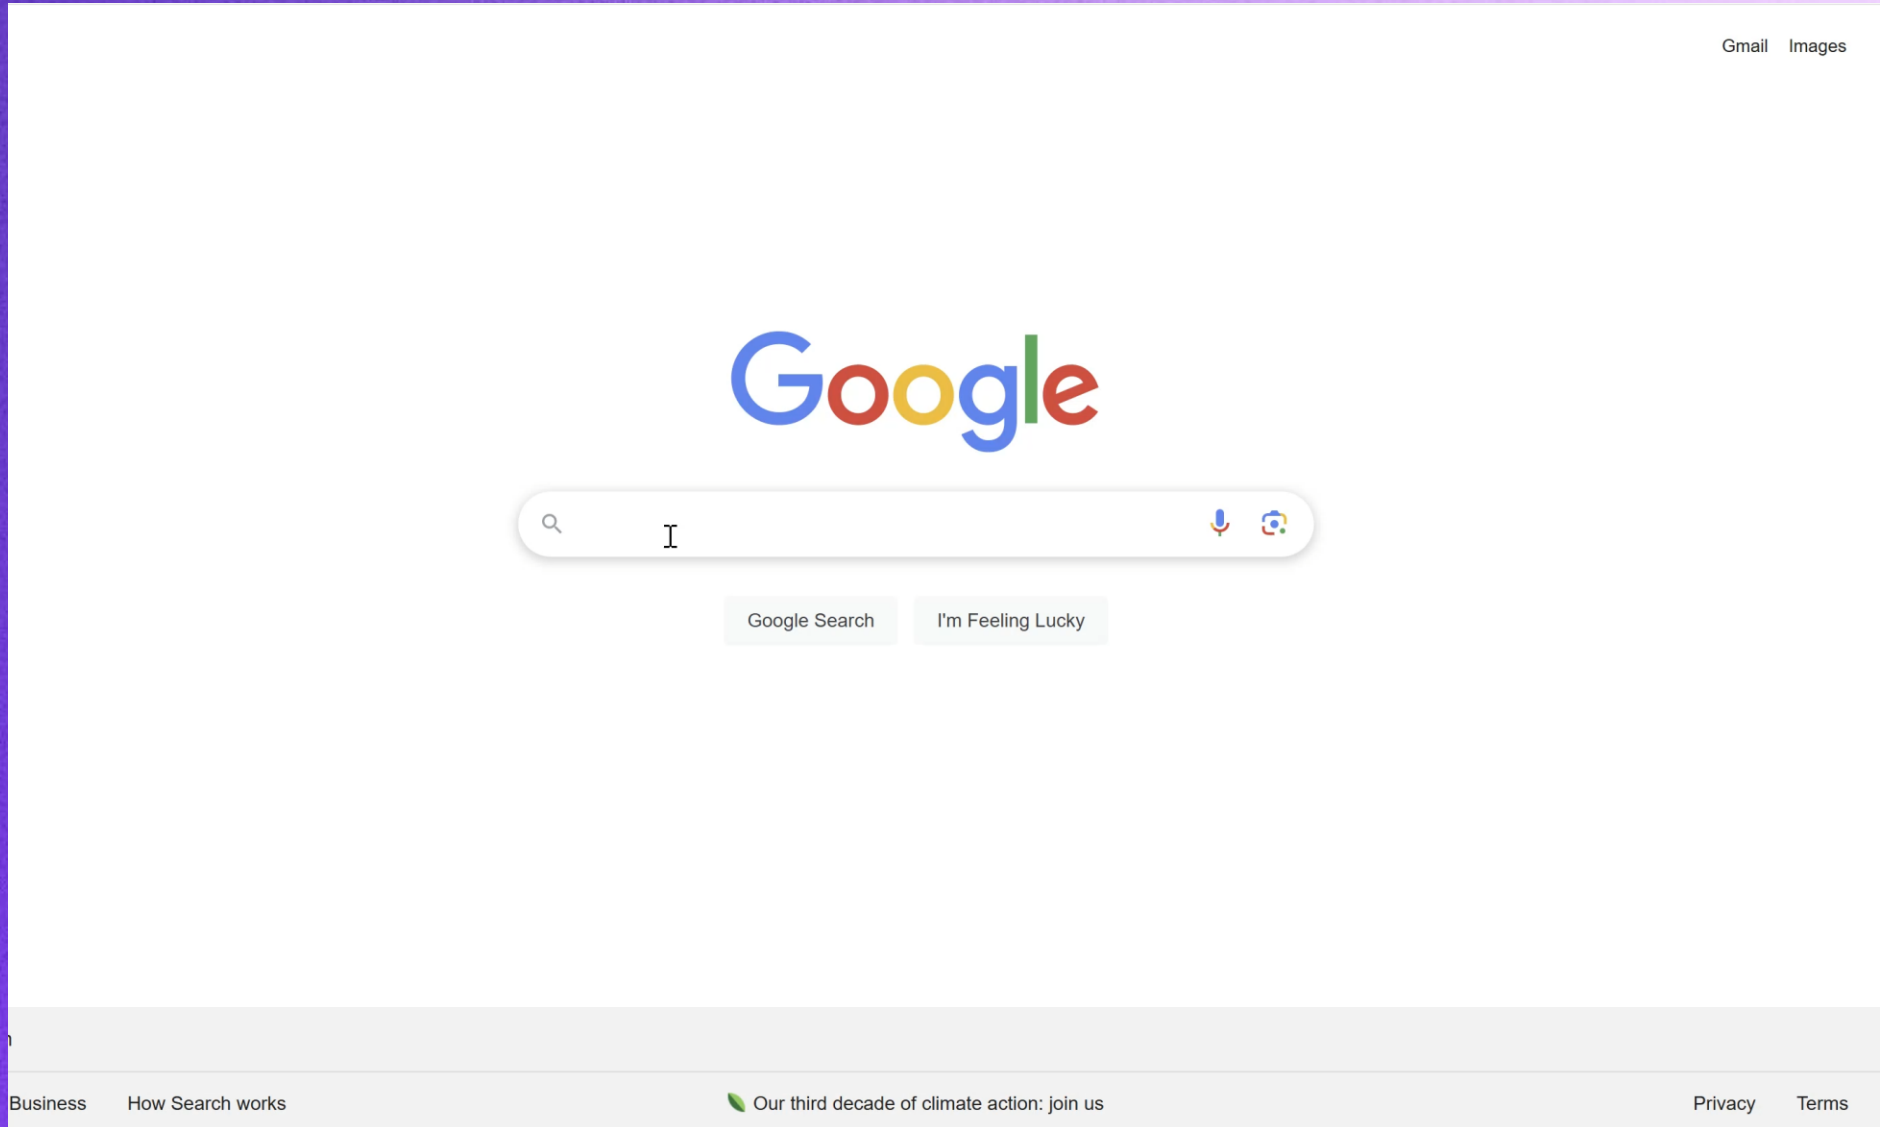 Gmail Images
Google
Google Search I'm Feeling Lucky
Business How Search works Our third decade of climate action: join us Privacy Terms